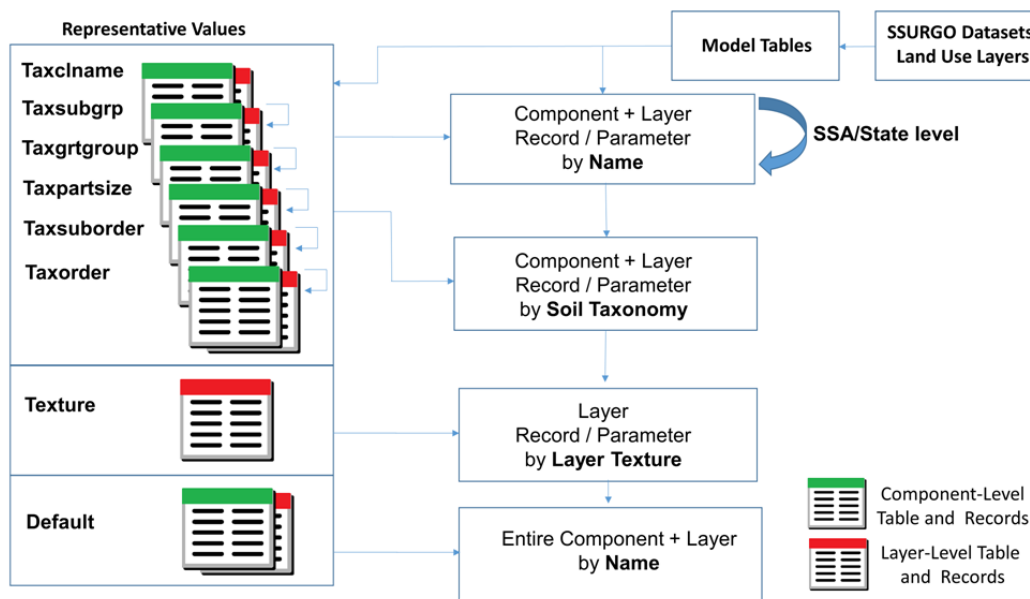 Representative Values
Taxclname
Taxsubgrp
Taxgrtgroup
Taxpartsize
Taxsuborder
Taxorder
Texture
Default
Model Tables
SSURGO Datasets
Land Use Layers
Component + Layer
Record / Parameter
by Name
SSA/State level
Component + Layer
Record / Parameter
by Soil Taxonomy
Layer
Record / Parameter
by Layer Texture
Entire Component + Layer
by Name
Component-Level
Table and Records
Layer-Level Table
and Records